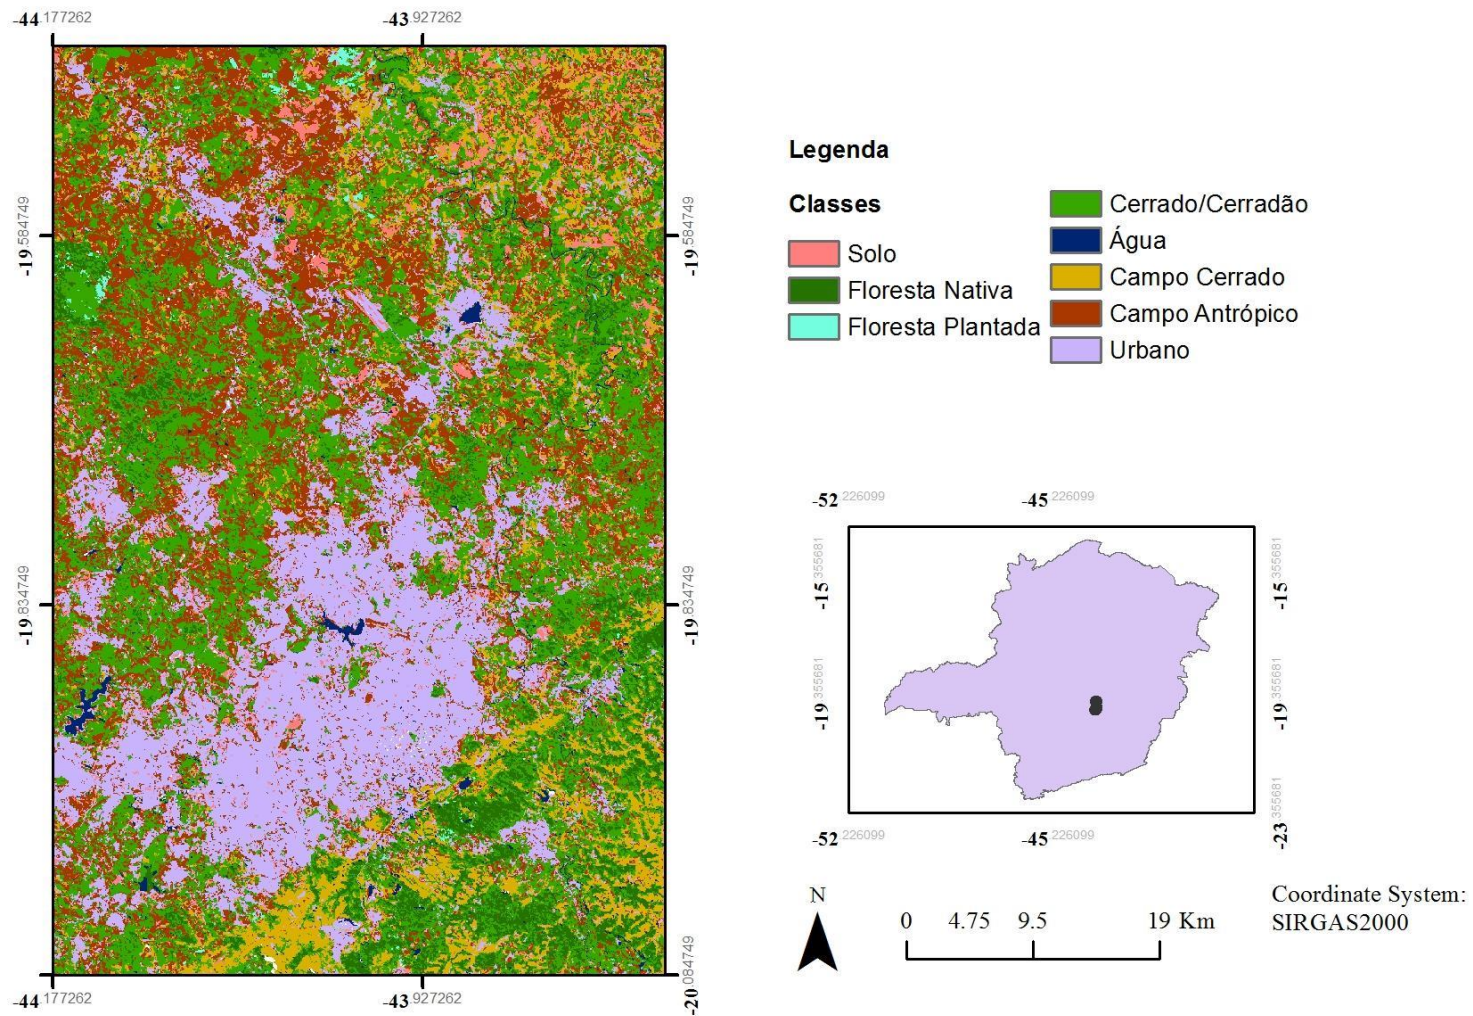 -44.177262
-43.927262
-19.584749
-19.584749
-19.834749
-19.834749
-20.084749
-44.177262
-43.927262
Legenda
Classes
Solo
Floresta Nativa
Floresta Plantada
Cerrado/Cerradão
Água
Campo Cerrado
Campo Antrópico
Urbano
-52.226099
-45.226099
-15.355681
-15.355681
-19.355681
-19.355681
-23.355681
-52.226099
-45.226099
N
0 4.75 9.5 19 Km
Coordinate System:
SIRGAS2000